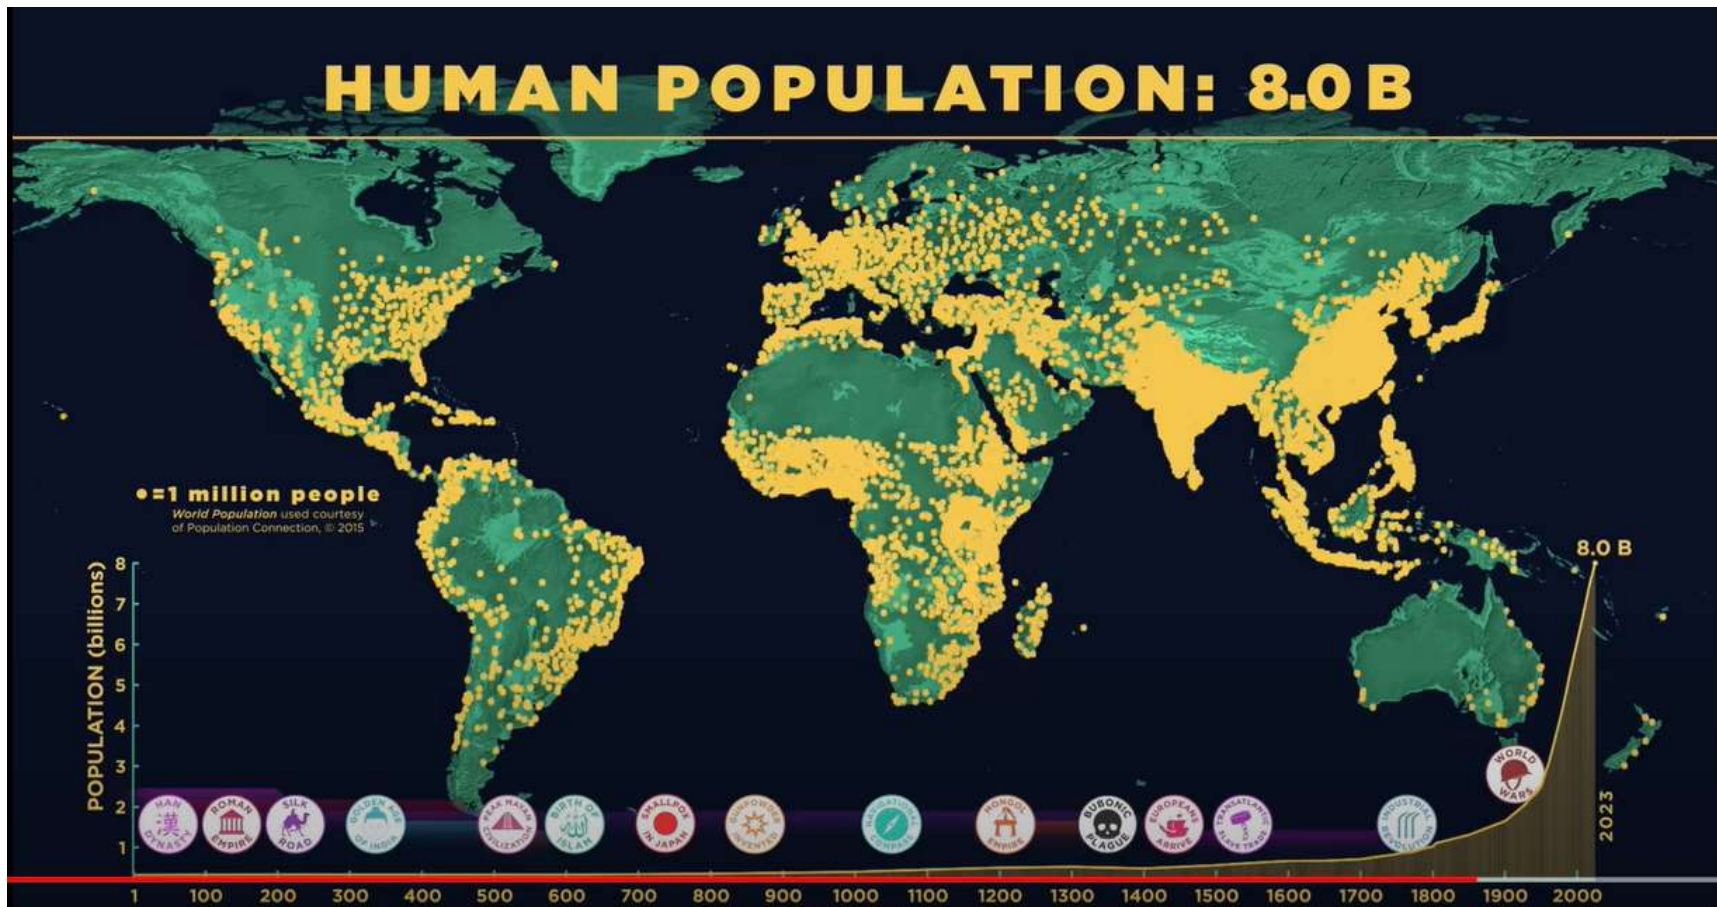 HUMAN POPULATION: 8.0 B
=1 million people
World Population used courtesy
of Population Connection, © 2015
8.0 B
POPULATION (billions)
8
7
6
5
4
3
2
1
HAN
漢
DYNASTY
ROMAN
EMPIRE
SILK
ROAD
GOLDEN AGE
OF INDIA
PEAK MAYAN
CIVILIZATION
BIRTH OF
ISLAM
SMALLPOX
IN JAPAN
GUNPOWDER
INVENTED
NAVIGATIONAL
COMPASS
MONGOL
EMPIRE
BUBONIC
PLAGUE
EUROPEANS
ARRIVE
TRANSATLANTIC
SLAVE TRADE
INDUSTRIAL
REVOLUTION
WORLD
WARS
2023
1 100 200 300 400 500 600 700 800 900 1000 1100 1200 1300 1400 1500 1600 1700 1800 1900 2000